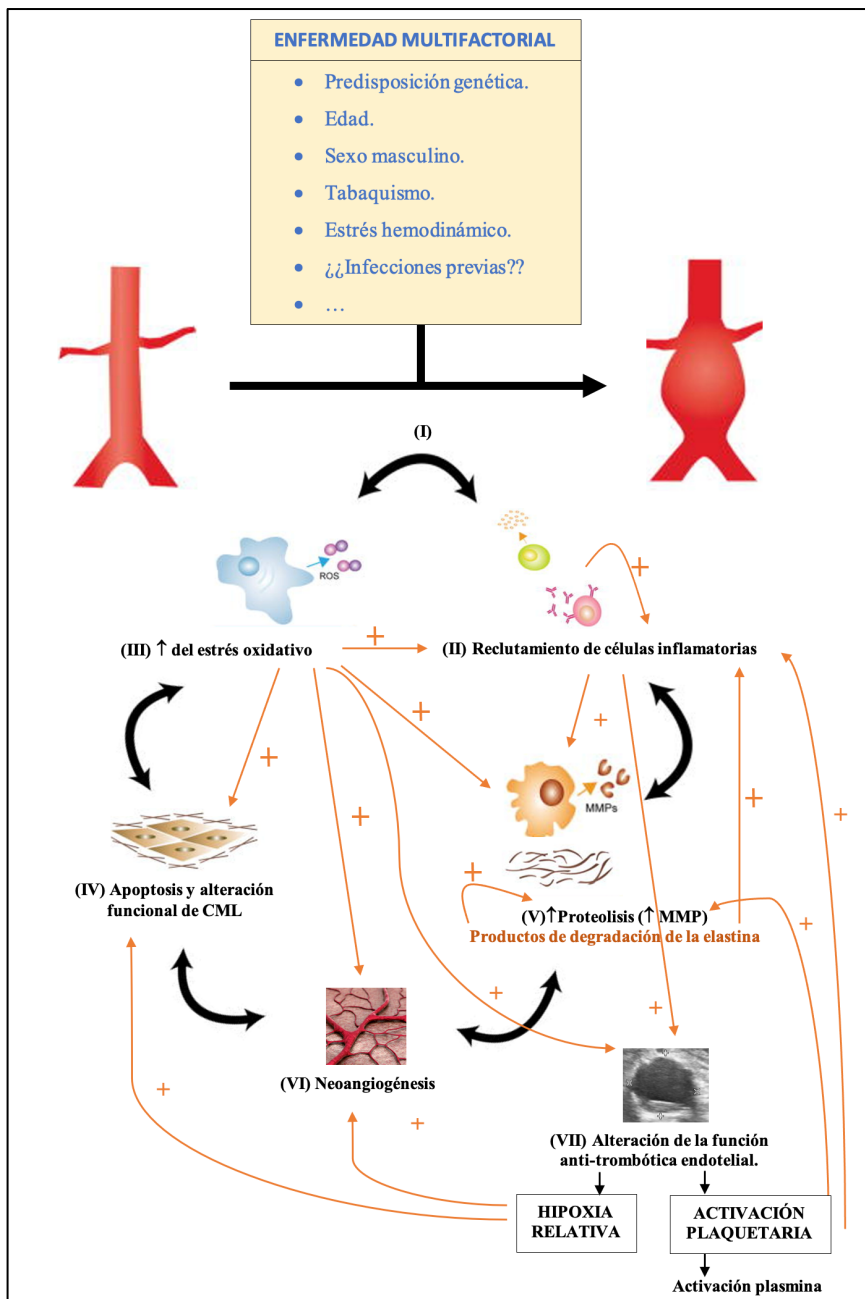 ENFERMEDAD MULTIFACTORIAL
• Predisposición genética.
• Edad.
• Sexo masculino.
• Tabaquismo.
• Estrés hemodinámico.
• ¿¿Infecciones previas??
• …
(I)
ROS
+
(III) ↑ del estrés oxidativo
+
(II) Reclutamiento de células inflamatorias
+
+
+
MMPs
+
+
+
+
(IV) Apoptosis y alteración
funcional de CML
(V)↑Proteolisis (↑ MMP)
Productos de degradación de la elastina
+
+
+
(VI) Neoangiogénesis
+
+
(VII) Alteración de la función
anti-trombótica endotelial.
HIPOXIA
RELATIVA
ACTIVACIÓN
PLAQUETARIA
Activación plasmina